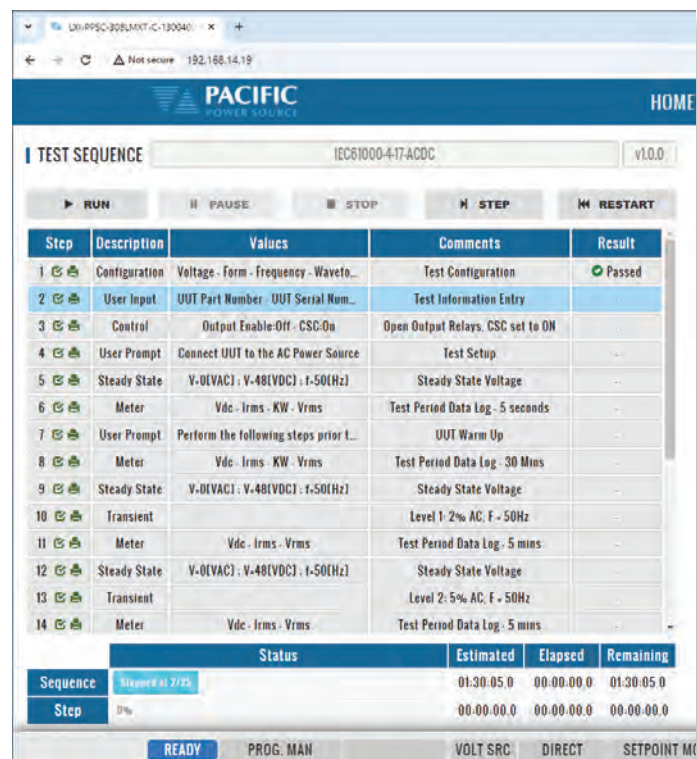 LXI-PPSC-308LMXT-C-130040
Not secure 192.168.14.19
PACIFIC
POWER SOURCE
HOME
TEST SEQUENCE IEC61000-4-17-ACDC v1.0.0
RUN PAUSE STOP STEP RESTART
Step Description Values Comments Result
1 Configuration Voltage - Form - Frequency - Wavefo... Test Configuration Passed
2 User Input UUT Part Number - UUT Serial Num... Test Information Entry -
3 Control Output Enable:Off - CSC:On Open Output Relays, CSC set to ON -
4 User Prompt Connect UUT to the AC Power Source Test Setup -
5 Steady State V=0[VAC] : V=48[VDC] : f=50[Hz] Steady State Voltage -
6 Meter Vdc - Irms - KW - Vrms Test Period Data Log - 5 seconds -
7 User Prompt Perform the following steps prior t... UUT Warm Up -
8 Meter Vdc - Irms - KW - Vrms Test Period Data Log - 30 Mins -
9 Steady State V=0[VAC] : V=48[VDC] : f=50[Hz] Steady State Voltage -
10 Transient Level 1: 2% AC, F = 50Hz -
11 Meter Vdc - Irms - Vrms Test Period Data Log - 5 mins -
12 Steady State V=0[VAC] : V=48[VDC] : f=50[Hz] Steady State Voltage -
13 Transient Level 2: 5% AC, F = 50Hz -
14 Meter Vdc - Irms - Vrms Test Period Data Log - 5 mins -
Status Estimated Elapsed Remaining
Sequence Stopped at 2/25 01:30:05.0 00:00:00.0 01:30:05.0
Step 0% 00:00:00.0 00:00:00.0 00:00:00.0
READY PROG. MAN VOLT SRC DIRECT SETPOINT MO